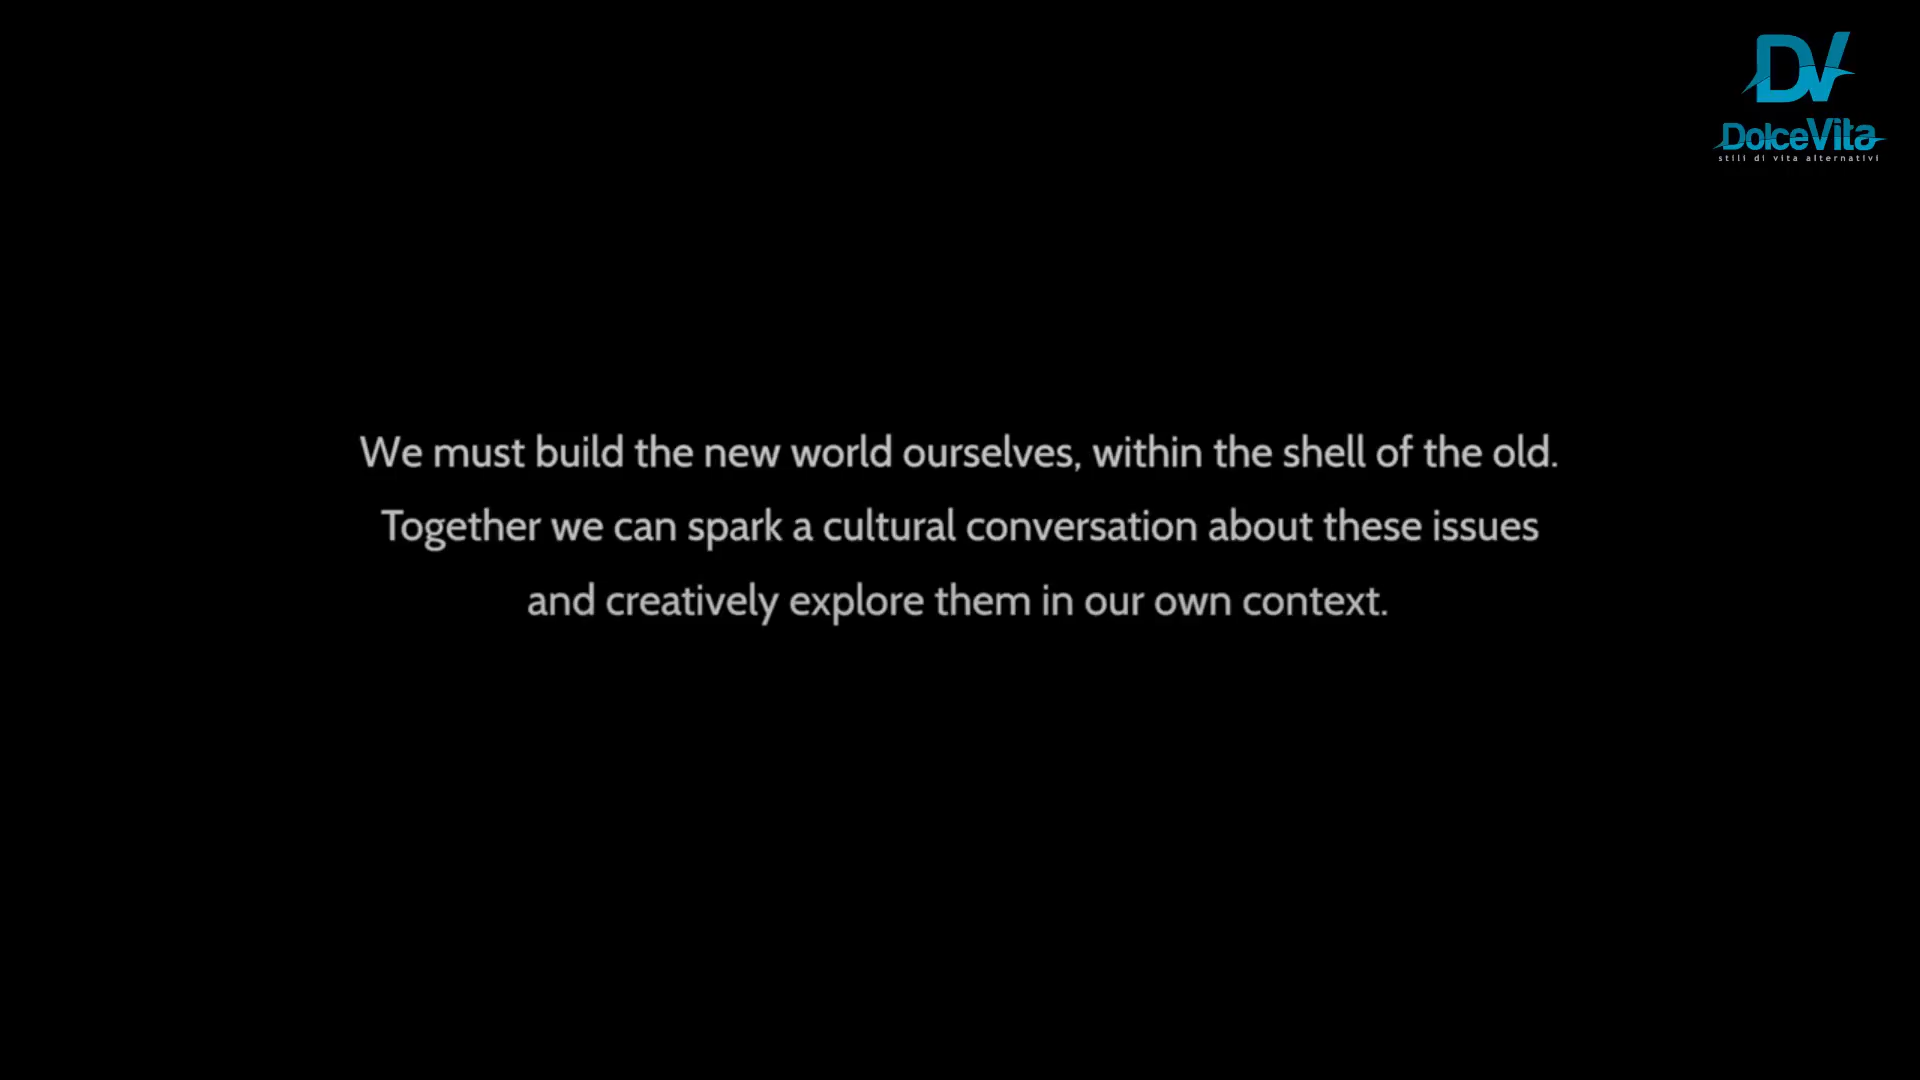 DV
DolceVita
stili di vita alternativi
We must build the new world ourselves, within the shell of the old.
Together we can spark a cultural conversation about these issues
and creatively explore them in our own context.